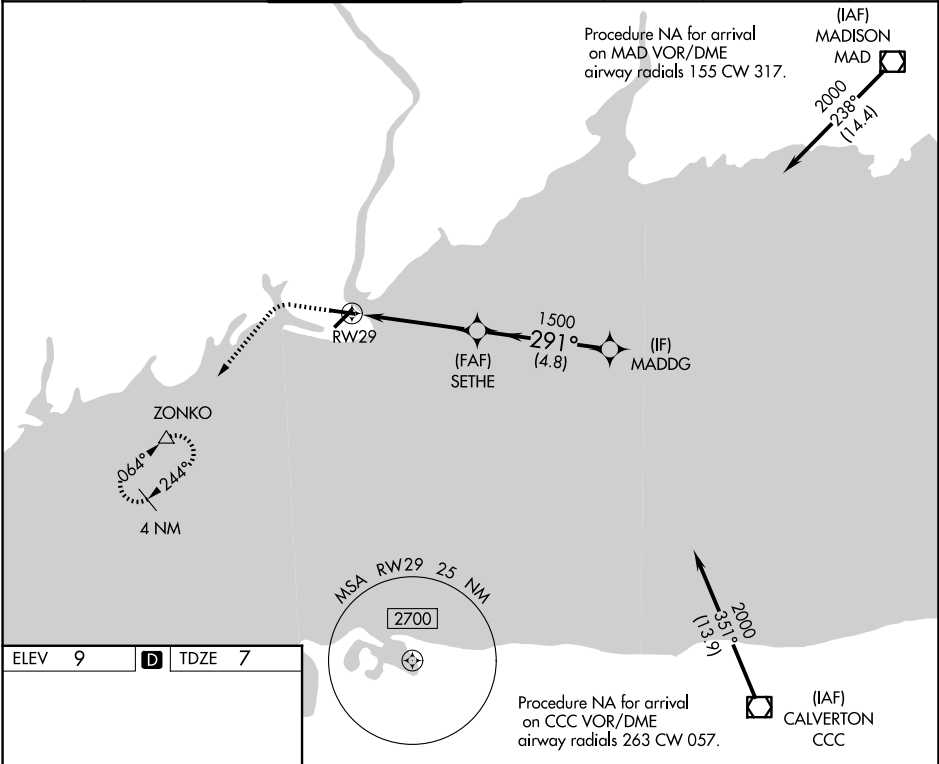 Procedure NA for arrival
on MAD VOR/DME
airway radials 155 CW 317.
(IAF)
MADISON
MAD
2000
238°
(14.4)
RW29
(FAF)
SETHE
1500
291°
(4.8)
(IF)
MADDG
ZONKO
064°
244°
4 NM
MSA RW29 25 NM
2700
2000
351°
(13.9)
ELEV 9
D
TDZE 7
Procedure NA for arrival
on CCC VOR/DME
airway radials 263 CW 057.
(IAF)
CALVERTON
CCC